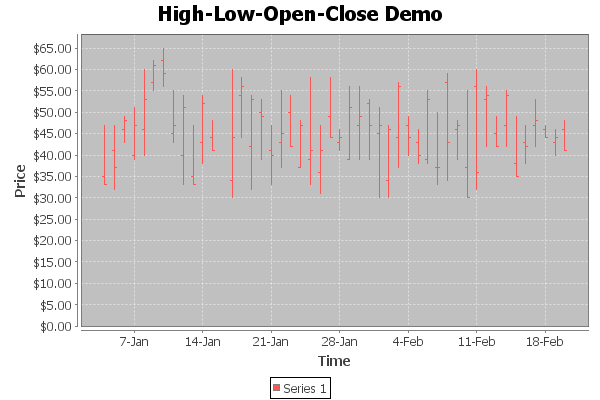 High-Low-Open-Close Demo
$65.00
$60.00
$55.00
$50.00
$45.00
$40.00
$35.00
$30.00
$25.00
$20.00
$15.00
$10.00
$5.00
$0.00
Price
7-Jan 14-Jan 21-Jan 28-Jan 4-Feb 11-Feb 18-Feb
Time
Series 1